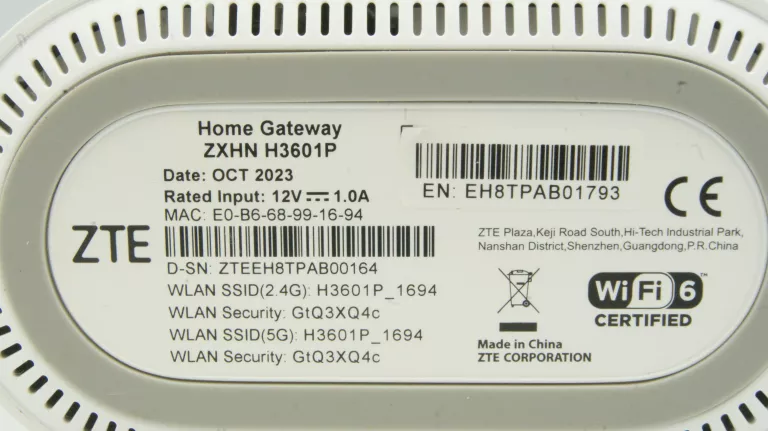 Home Gateway
ZXHN H3601P
Date: OCT 2023
Rated Input: 12V⎓1.0A
MAC: E0-B6-68-99-16-94
ZTE
D-SN: ZTEEH8TPAB00164
WLAN SSID(2.4G): H3601P_1694
WLAN Security: GtQ3XQ4c
WLAN SSID(5G): H3601P_1694
WLAN Security: GtQ3XQ4c
EN: EH8TPAB01793
CE
ZTE Plaza,Keji Road South,Hi-Tech Industrial Park,
Nanshan District,Shenzhen,Guangdong,P.R.China
Wi Fi 6™
CERTIFIED
Made in China
ZTE CORPORATION